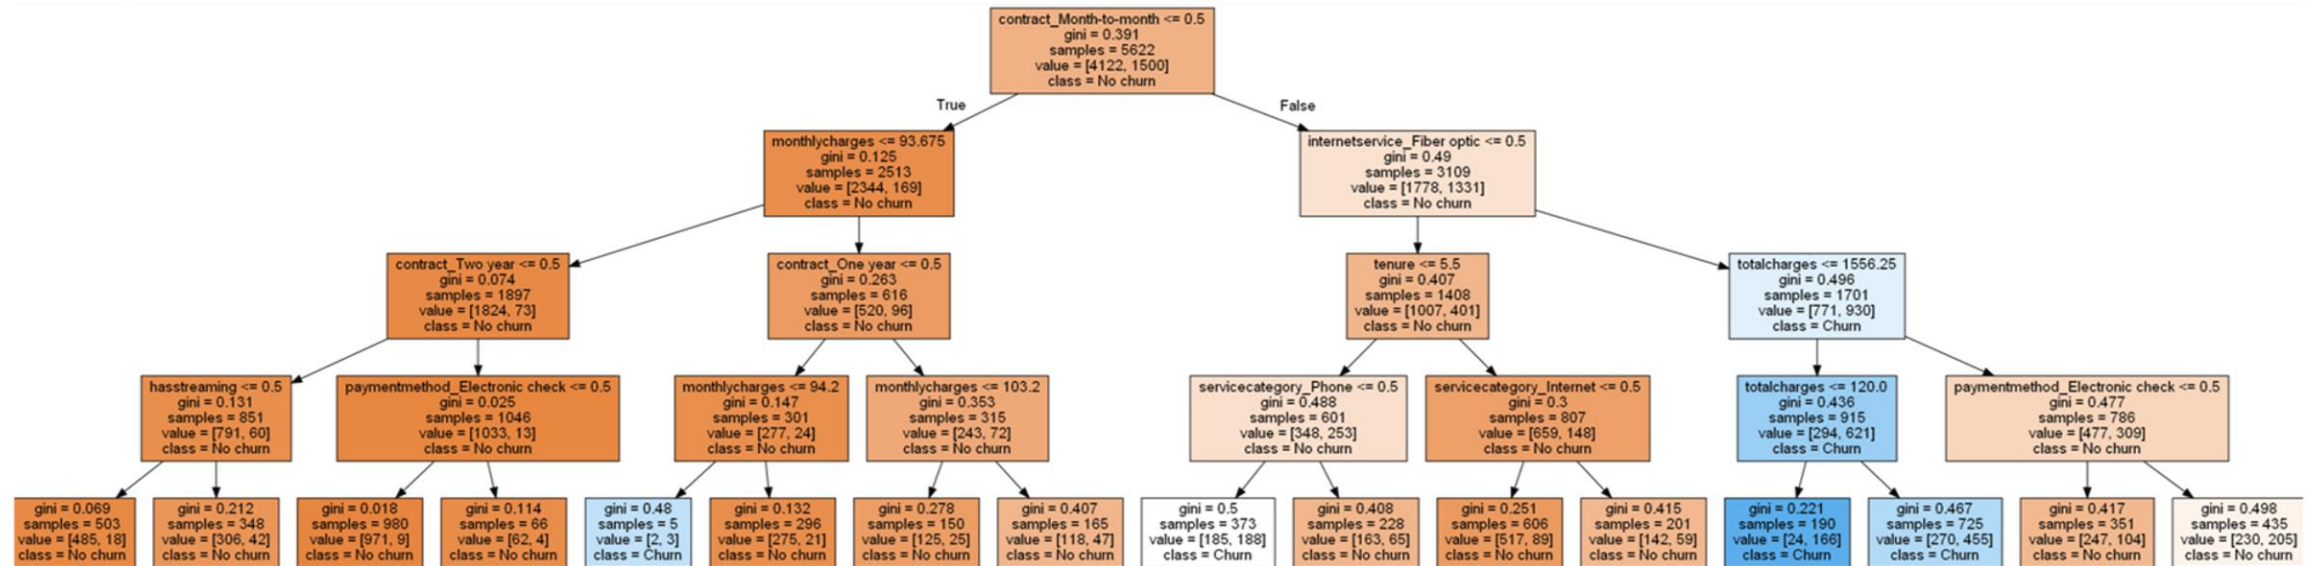 contract_Month-to-month <= 0.5
gini = 0.391
samples = 5622
value = [4122, 1500]
class = No churn
True
False
monthlycharges <= 93.675
gini = 0.125
samples = 2513
value = [2344, 169]
class = No churn
internetservice_Fiber optic <= 0.5
gini = 0.49
samples = 3109
value = [1778, 1331]
class = No churn
contract_Two year <= 0.5
gini = 0.074
samples = 1897
value = [1824, 73]
class = No churn
contract_One year <= 0.5
gini = 0.263
samples = 616
value = [520, 96]
class = No churn
tenure <= 5.5
gini = 0.407
samples = 1408
value = [1007, 401]
class = No churn
totalcharges <= 1556.25
gini = 0.496
samples = 1701
value = [771, 930]
class = Churn
hasstreaming <= 0.5
gini = 0.131
samples = 851
value = [791, 60]
class = No churn
paymentmethod_Electronic check <= 0.5
gini = 0.025
samples = 1046
value = [1033, 13]
class = No churn
monthlycharges <= 94.2
gini = 0.147
samples = 301
value = [277, 24]
class = No churn
monthlycharges <= 103.2
gini = 0.353
samples = 315
value = [243, 72]
class = No churn
servicecategory_Phone <= 0.5
gini = 0.488
samples = 601
value = [348, 253]
class = No churn
servicecategory_Internet <= 0.5
gini = 0.3
samples = 807
value = [659, 148]
class = No churn
totalcharges <= 120.0
gini = 0.436
samples = 915
value = [294, 621]
class = Churn
paymentmethod_Electronic check <= 0.5
gini = 0.477
samples = 786
value = [477, 309]
class = No churn
gini = 0.069
samples = 503
value = [485, 18]
class = No churn
gini = 0.212
samples = 348
value = [306, 42]
class = No churn
gini = 0.018
samples = 980
value = [971, 9]
class = No churn
gini = 0.114
samples = 66
value = [62, 4]
class = No churn
gini = 0.48
samples = 5
value = [2, 3]
class = Churn
gini = 0.132
samples = 296
value = [275, 21]
class = No churn
gini = 0.278
samples = 150
value = [125, 25]
class = No churn
gini = 0.407
samples = 165
value = [118, 47]
class = No churn
gini = 0.5
samples = 373
value = [185, 188]
class = Churn
gini = 0.408
samples = 228
value = [163, 65]
class = No churn
gini = 0.251
samples = 606
value = [517, 89]
class = No churn
gini = 0.415
samples = 201
value = [142, 59]
class = No churn
gini = 0.221
samples = 190
value = [24, 166]
class = Churn
gini = 0.467
samples = 725
value = [270, 455]
class = Churn
gini = 0.417
samples = 351
value = [247, 104]
class = No churn
gini = 0.498
samples = 435
value = [230, 205]
class = No churn